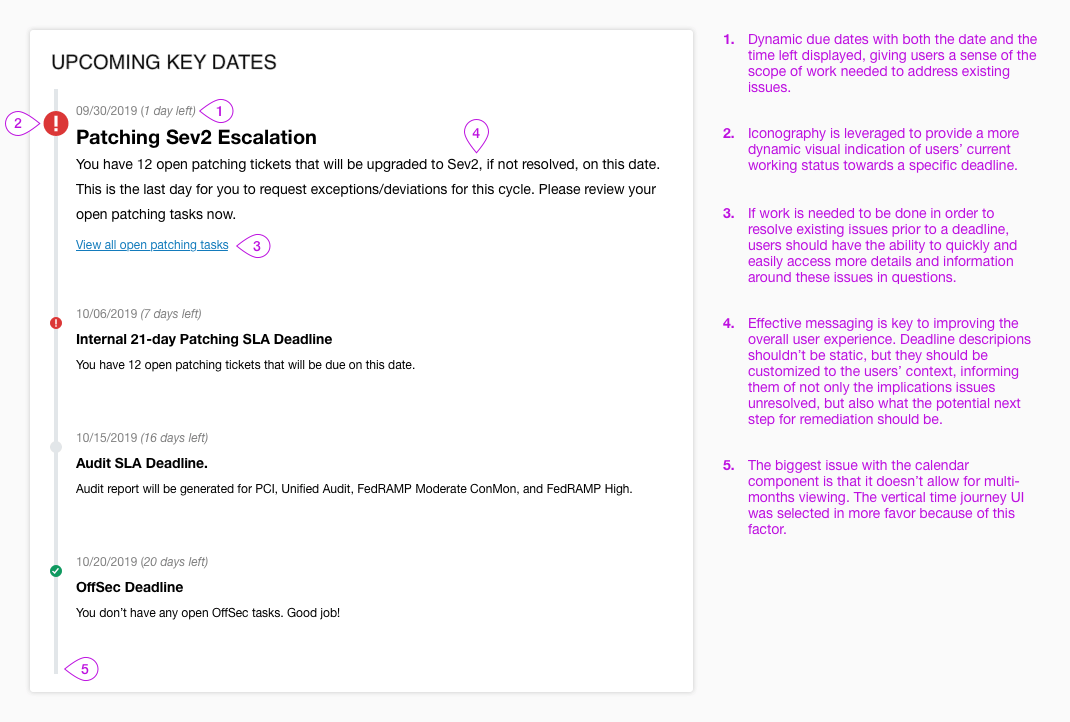 UPCOMING KEY DATES
09/30/2019 (1 day left)
1
2
Patching Sev2 Escalation
4
You have 12 open patching tickets that will be upgraded to Sev2, if not resolved, on this date.
This is the last day for you to request exceptions/deviations for this cycle. Please review your
open patching tasks now.
View all open patching tasks
3
10/06/2019 (7 days left)
Internal 21-day Patching SLA Deadline
You have 12 open patching tickets that will be due on this date.
10/15/2019 (16 days left)
Audit SLA Deadline.
Audit report will be generated for PCI, Unified Audit, FedRAMP Moderate ConMon, and FedRAMP High.
10/20/2019 (20 days left)
OffSec Deadline
You don't have any open OffSec tasks. Good job!
5
1. Dynamic due dates with both the date and the
time left displayed, giving users a sense of the
scope of work needed to address existing
issues.
2. Iconography is leveraged to provide a more
dynamic visual indication of users' current
working status towards a specific deadline.
3. If work is needed to be done in order to
resolve existing issues prior to a deadline,
users should have the ability to quickly and
easily access more details and information
around these issues in questions.
4. Effective messaging is key to improving the
overall user experience. Deadline descripions
shouldn't be static, but they should be
customized to the users' context, informing
them of not only the implications issues
unresolved, but also what the potential next
step for remediation should be.
5. The biggest issue with the calendar
component is that it doesn't allow for multi-
months viewing. The vertical time journey UI
was selected in more favor because of this
factor.